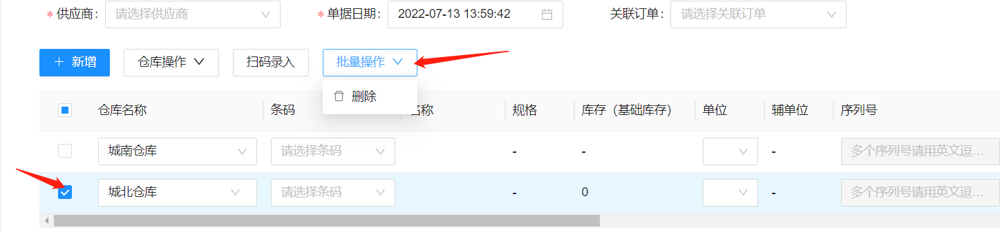 * 供应商: 请选择供应商 * 单据日期: 2022-07-13 13:59:42 关联订单: 请选择关联订单
新增 仓库操作 扫码录入 批量操作
删除
仓库名称 条码 名称 规格 库存（基础库存） 单位 辅单位 序列号
城南仓库 请选择条码 - - - 多个序列号请用英文逗...
城北仓库 请选择条码 - 0 - 多个序列号请用英文逗...